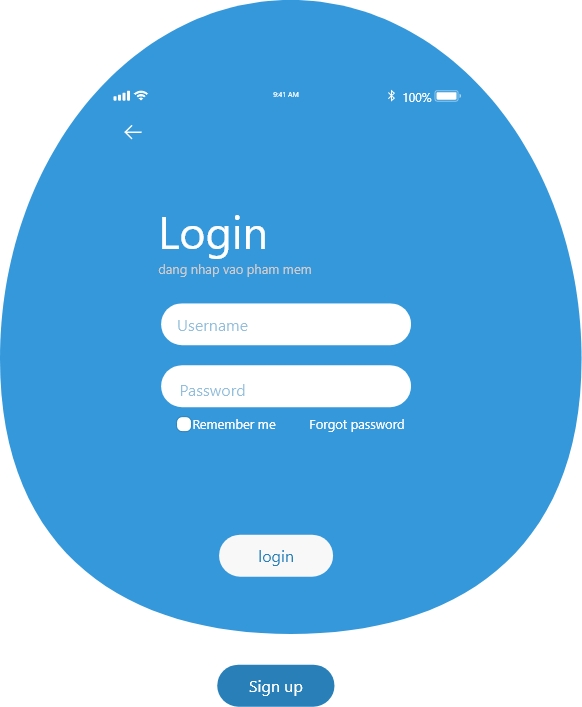 9:41 AM 100%
Login
dang nhap vao pham mem
Username
Password
Remember me Forgot password
login
Sign up